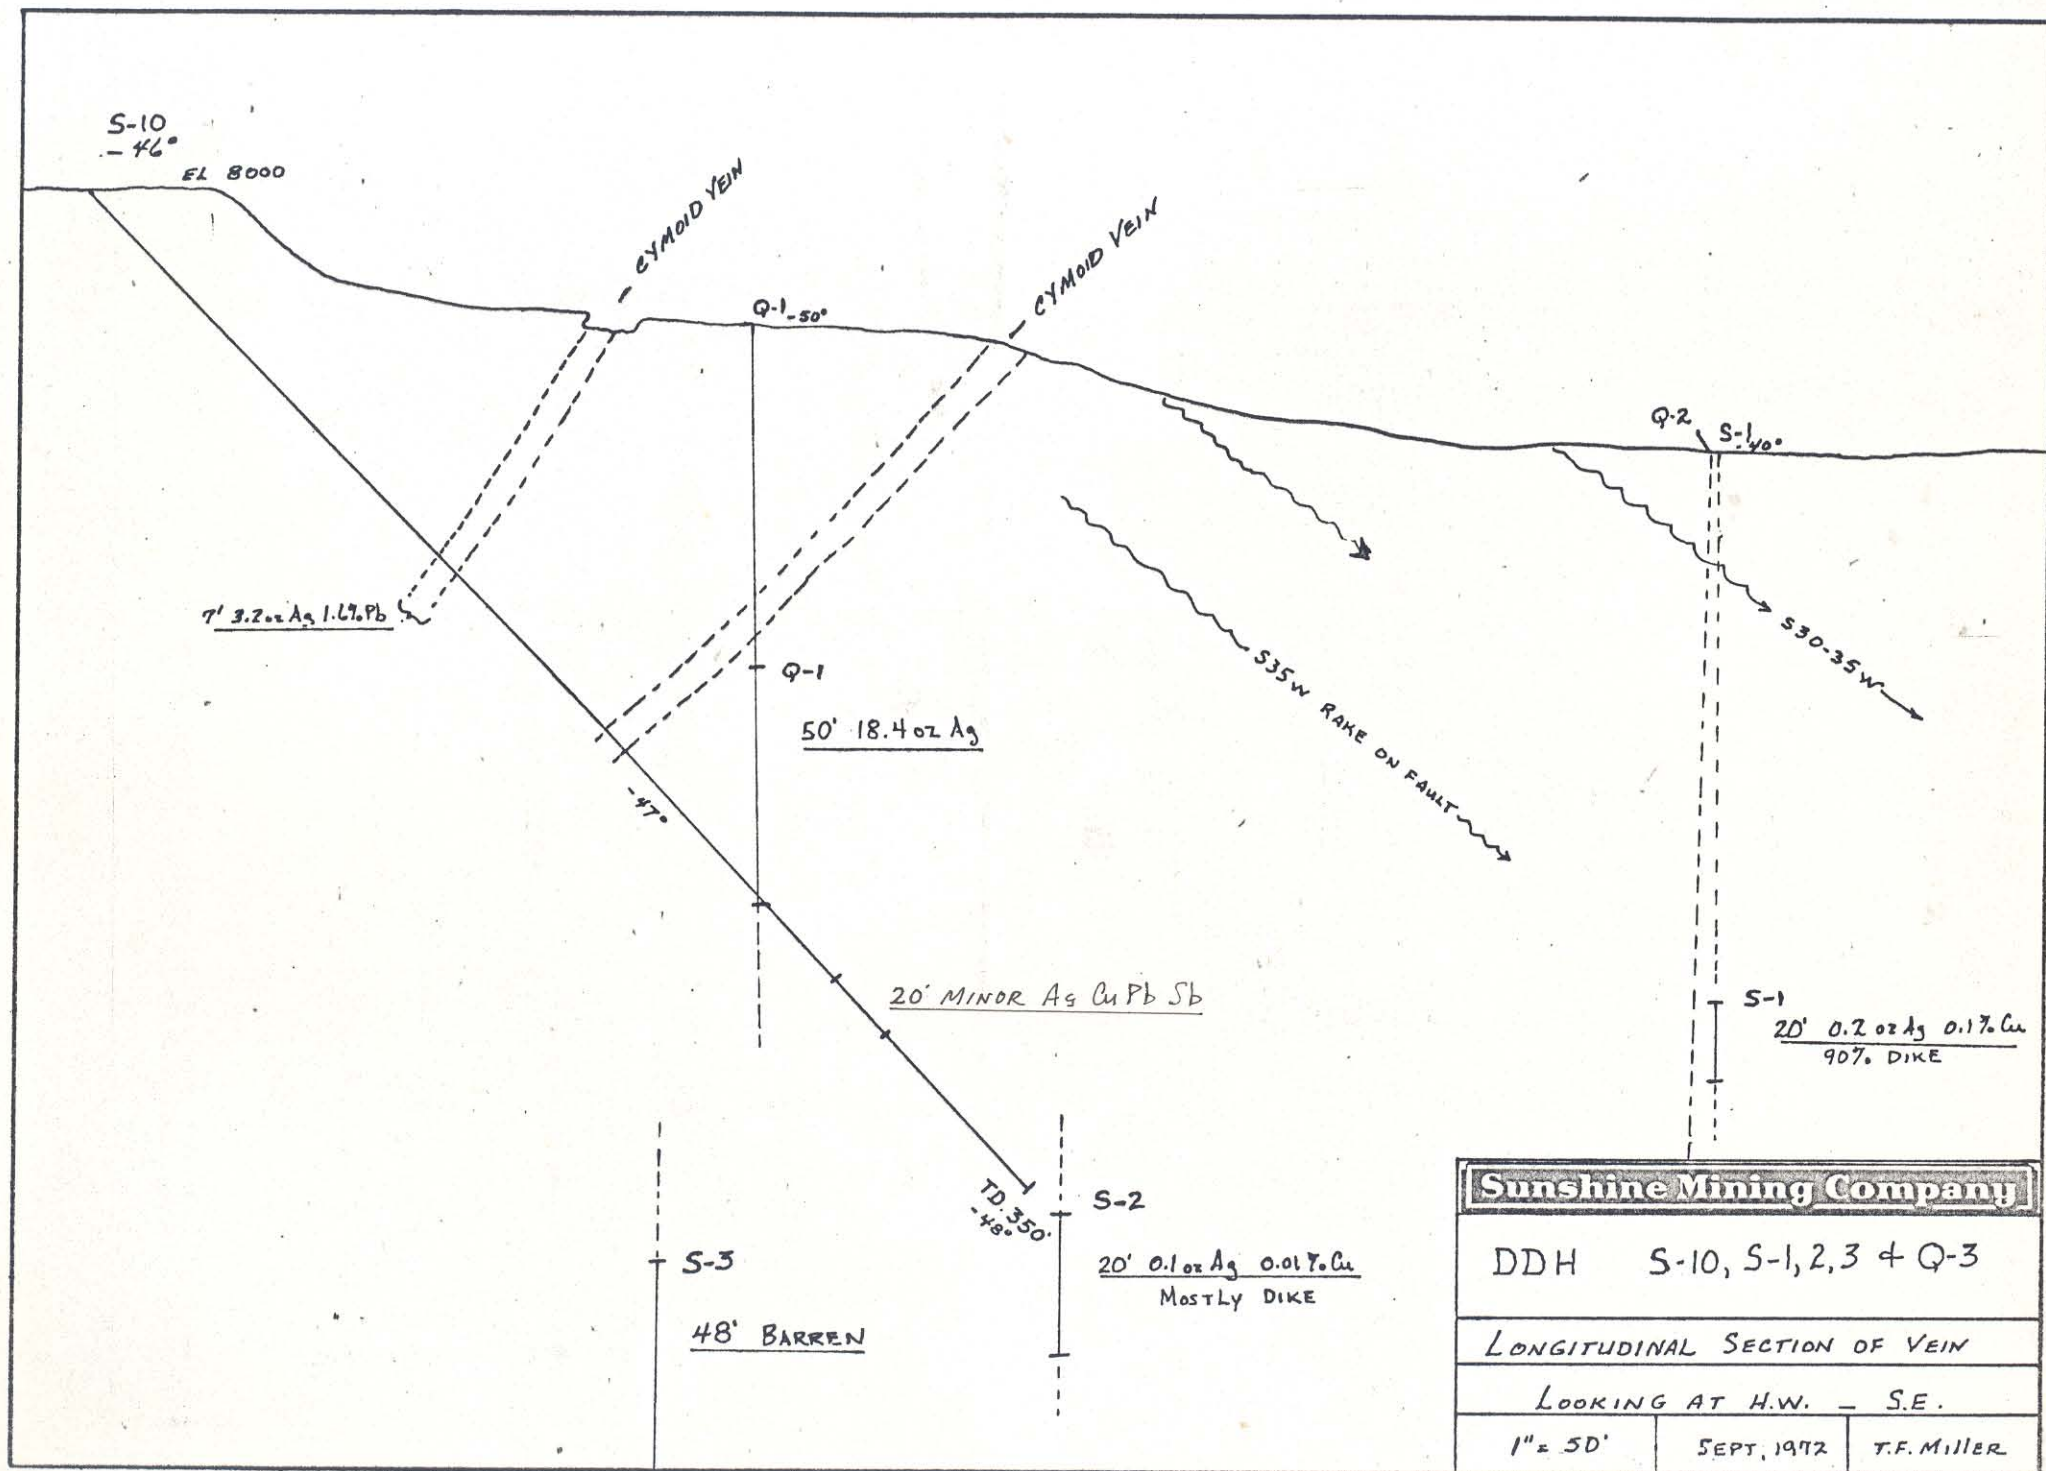 S-10
-46°
EL 8000
CYMOID VEIN
CYMOID VEIN
Q-1 -50°
Q-2
S-1 -40°
7' 3.2 oz Ag 1.6% Pb
Q-1
50' 18.4 oz Ag
S35W RAKE ON FAULT
S30-35W
-47°
20' MINOR Ag Cu Pb Sb
S-1
20' 0.2 oz Ag 0.1% Cu
90% DIKE
TD. 350'
-48°
S-2
20' 0.1 oz Ag 0.01% Cu
MOSTLY DIKE
S-3
48' BARREN
Sunshine Mining Company
DDH S-10, S-1, 2, 3 & Q-3
LONGITUDINAL SECTION OF VEIN
LOOKING AT H.W. - S.E.
1" = 50'
SEPT, 1972
T.F. MILLER